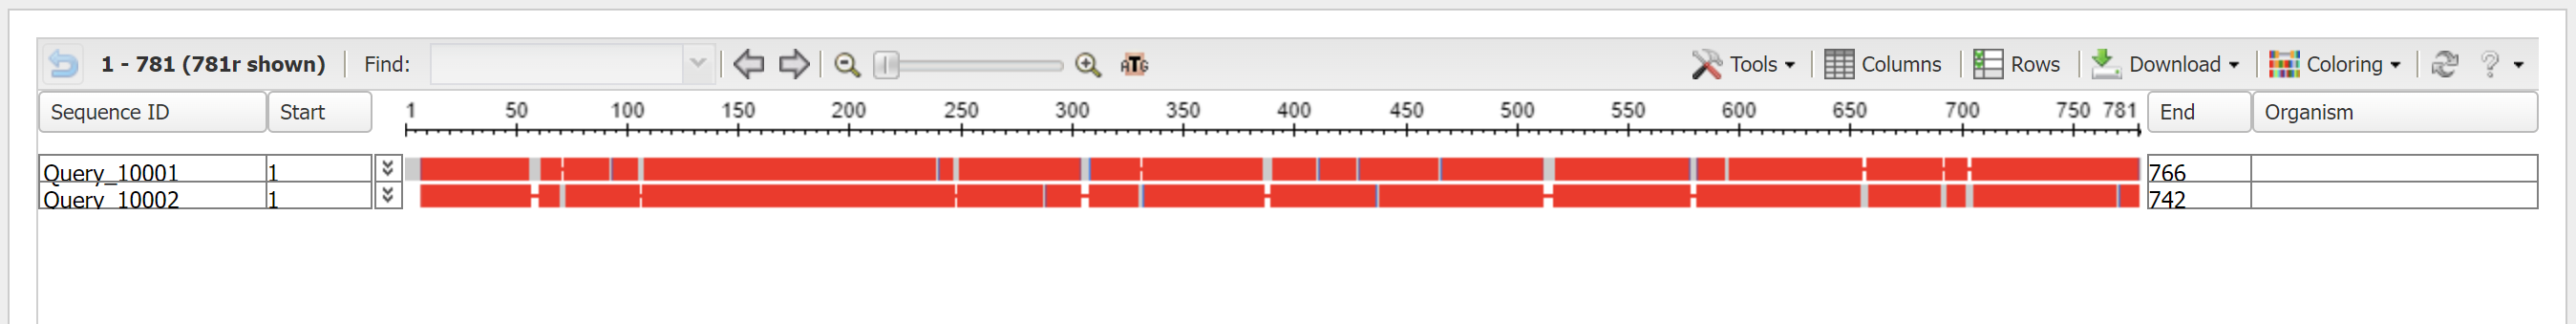 1 - 781 (781r shown) Find: ATG Tools Columns Rows Download Coloring ?
Sequence ID Start 1 50 100 150 200 250 300 350 400 450 500 550 600 650 700 750 781 End Organism
Query_10001 1 766
Query_10002 1 742